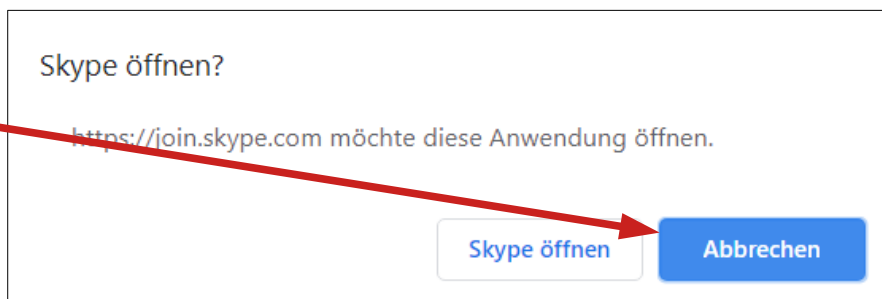 Skype öffnen?
https://join.skype.com möchte diese Anwendung öffnen.
Skype öffnen
Abbrechen